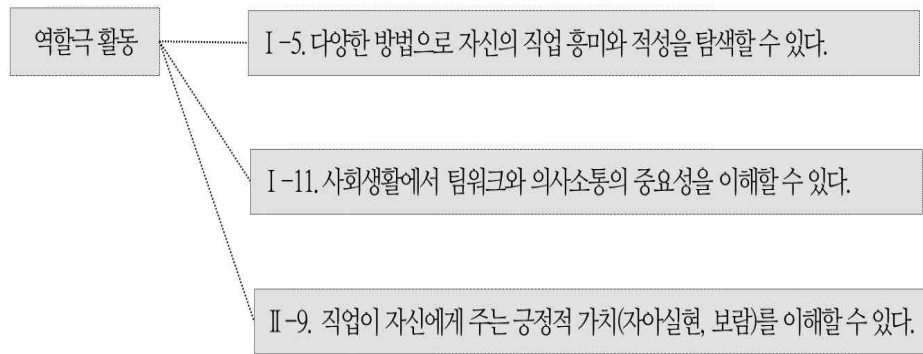 역할극 활동
Ⅰ-5. 다양한 방법으로 자신의 직업 흥미와 적성을 탐색할 수 있다.
Ⅰ-11. 사회생활에서 팀워크와 의사소통의 중요성을 이해할 수 있다.
Ⅱ-9. 직업이 자신에게 주는 긍정적 가치(자아실현, 보람)를 이해할 수 있다.